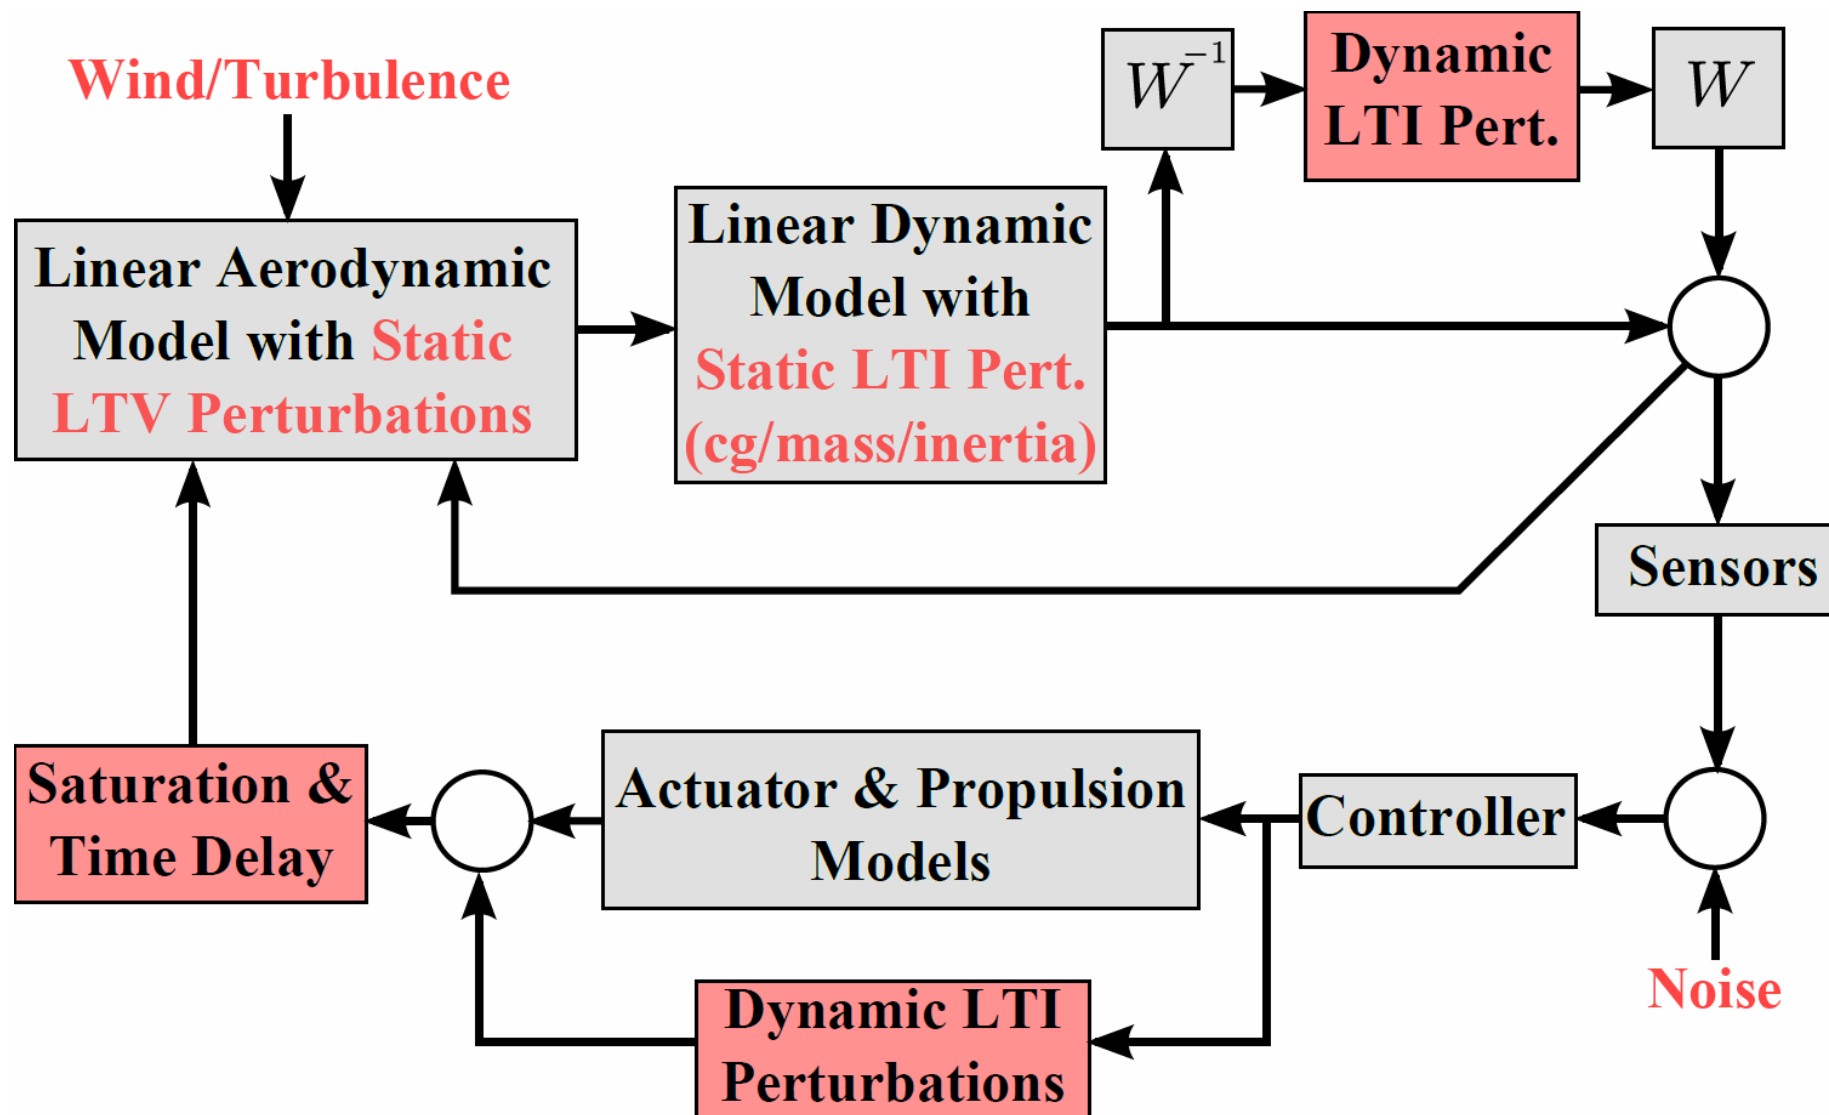 Wind/Turbulence
W⁻¹
Dynamic
LTI Pert.
W
Linear Aerodynamic
Model with Static
LTV Perturbations
Linear Dynamic
Model with
Static LTI Pert.
(cg/mass/inertia)
Sensors
Saturation &
Time Delay
Actuator & Propulsion
Models
Controller
Noise
Dynamic LTI
Perturbations